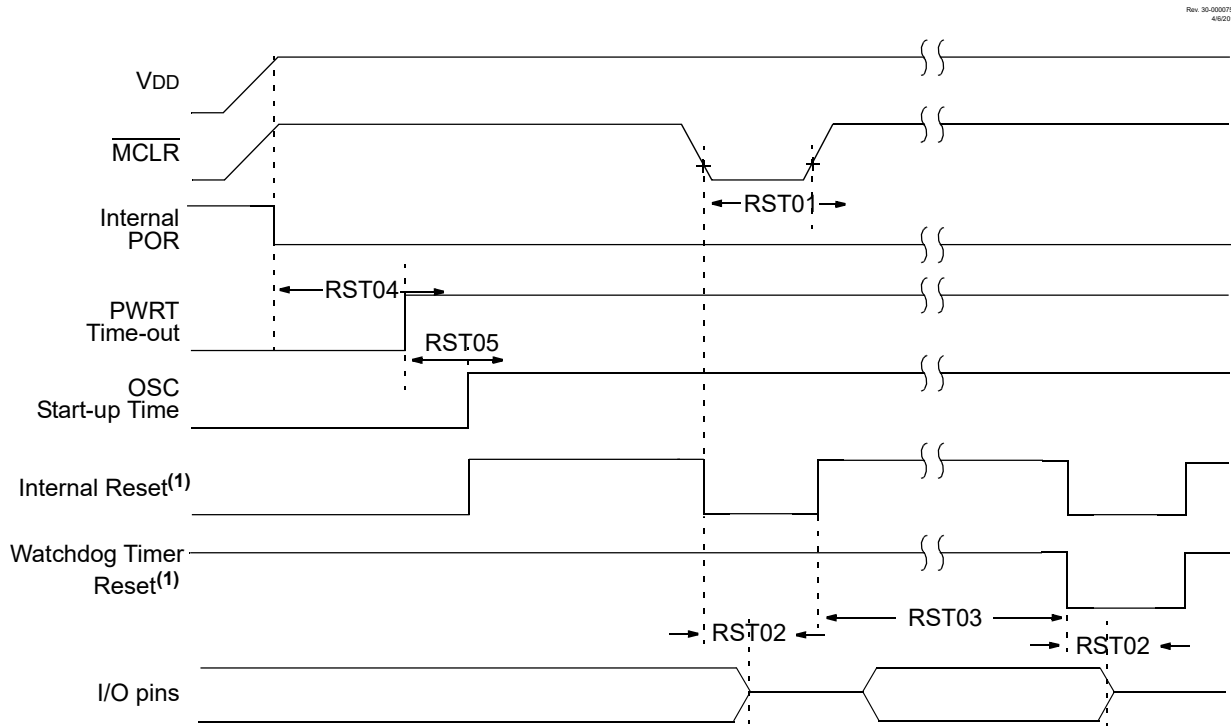 Rev. 30-000075
4/6/20
VDD
MCLR
RST01
Internal
POR
RST04
PWRT
Time-out
RST05
OSC
Start-up Time
Internal Reset(1)
Watchdog Timer
Reset(1)
RST02
RST03
RST02
I/O pins